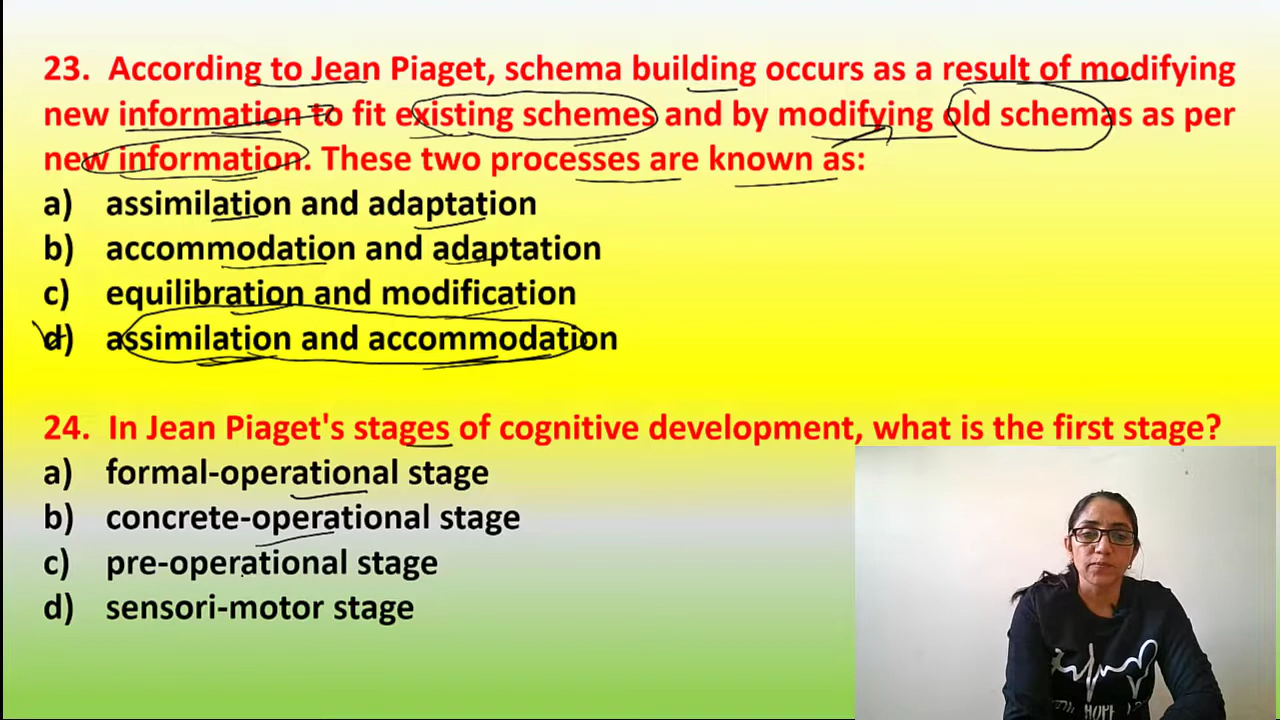 23. According to Jean Piaget, schema building occurs as a result of modifying
new information to fit existing schemes and by modifying old schemas as per
new information. These two processes are known as:
a) assimilation and adaptation
b) accommodation and adaptation
c) equilibration and modification
d) assimilation and accommodation
24. In Jean Piaget's stages of cognitive development, what is the first stage?
a) formal-operational stage
b) concrete-operational stage
c) pre-operational stage
d) sensori-motor stage
HOPE